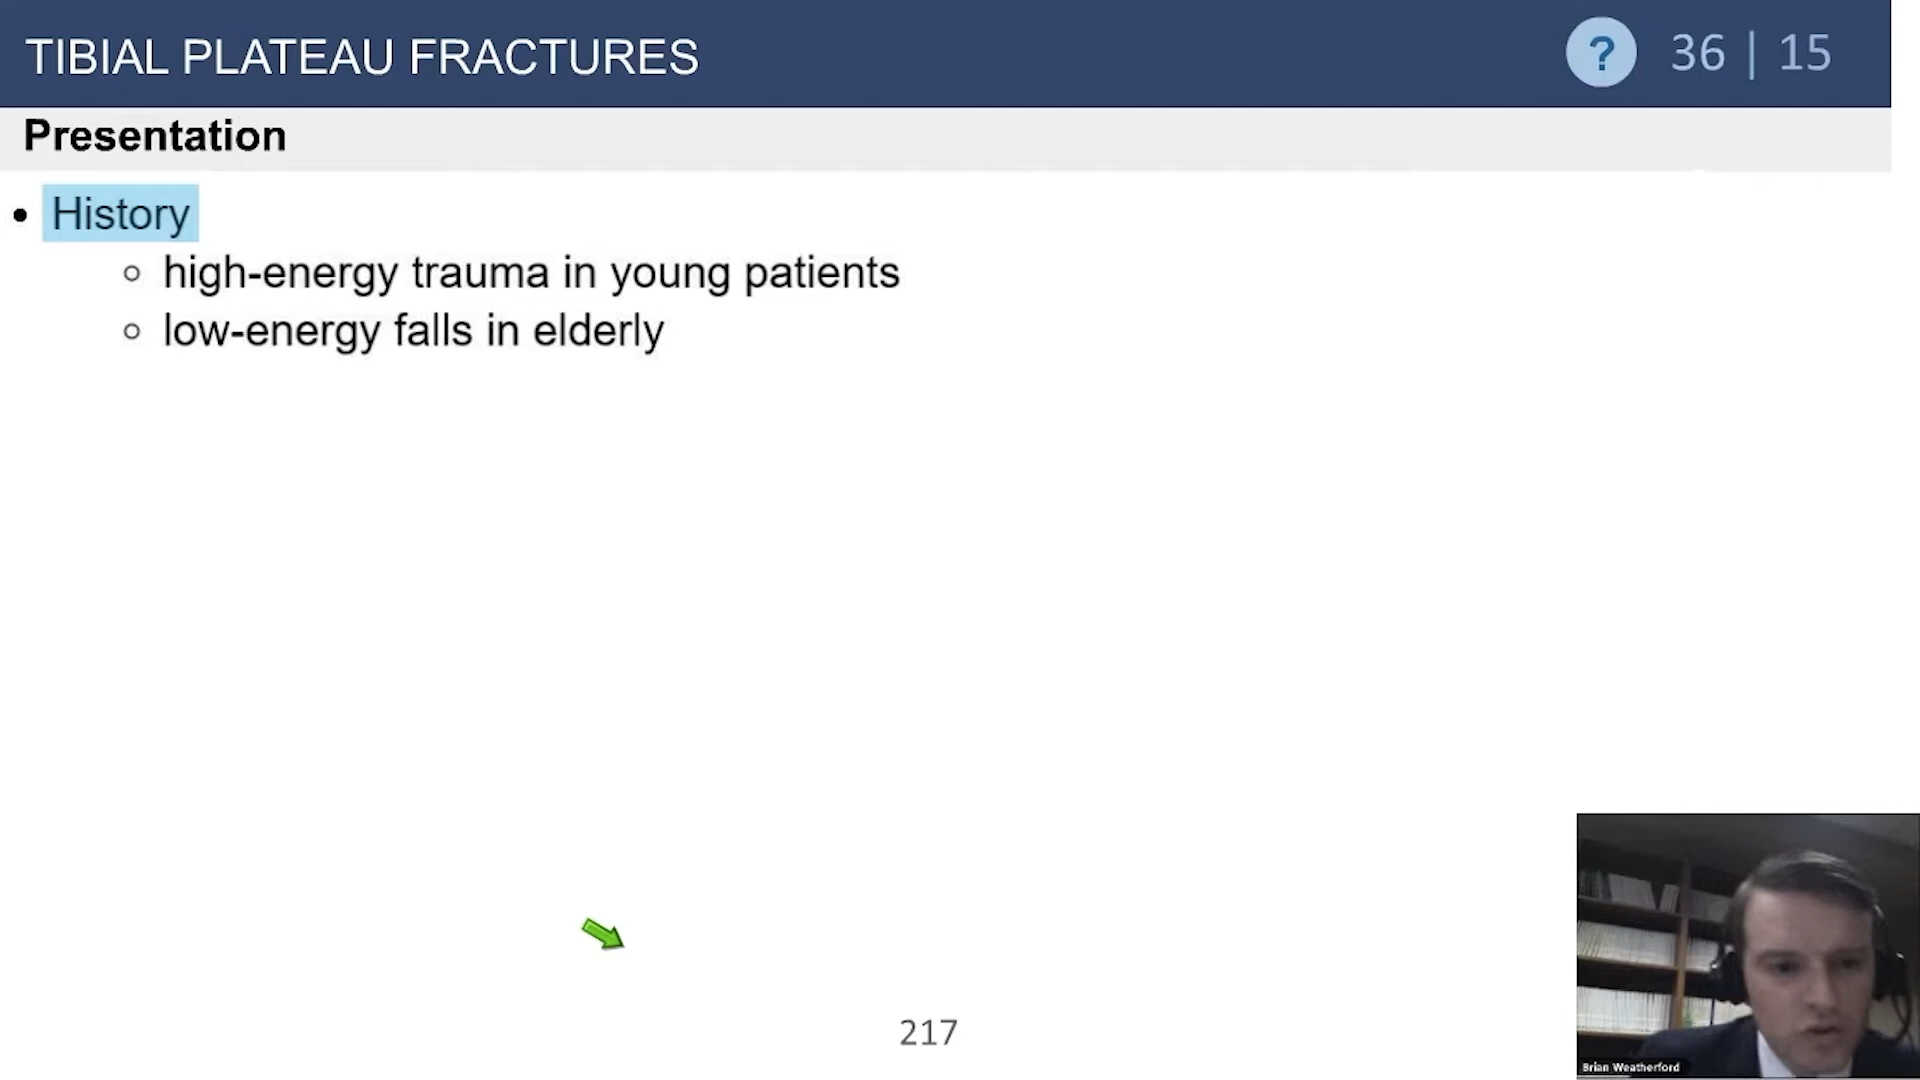 TIBIAL PLATEAU FRACTURES
? 36 | 15
Presentation
• History
○ high-energy trauma in young patients
○ low-energy falls in elderly
217
Brian Weatherford